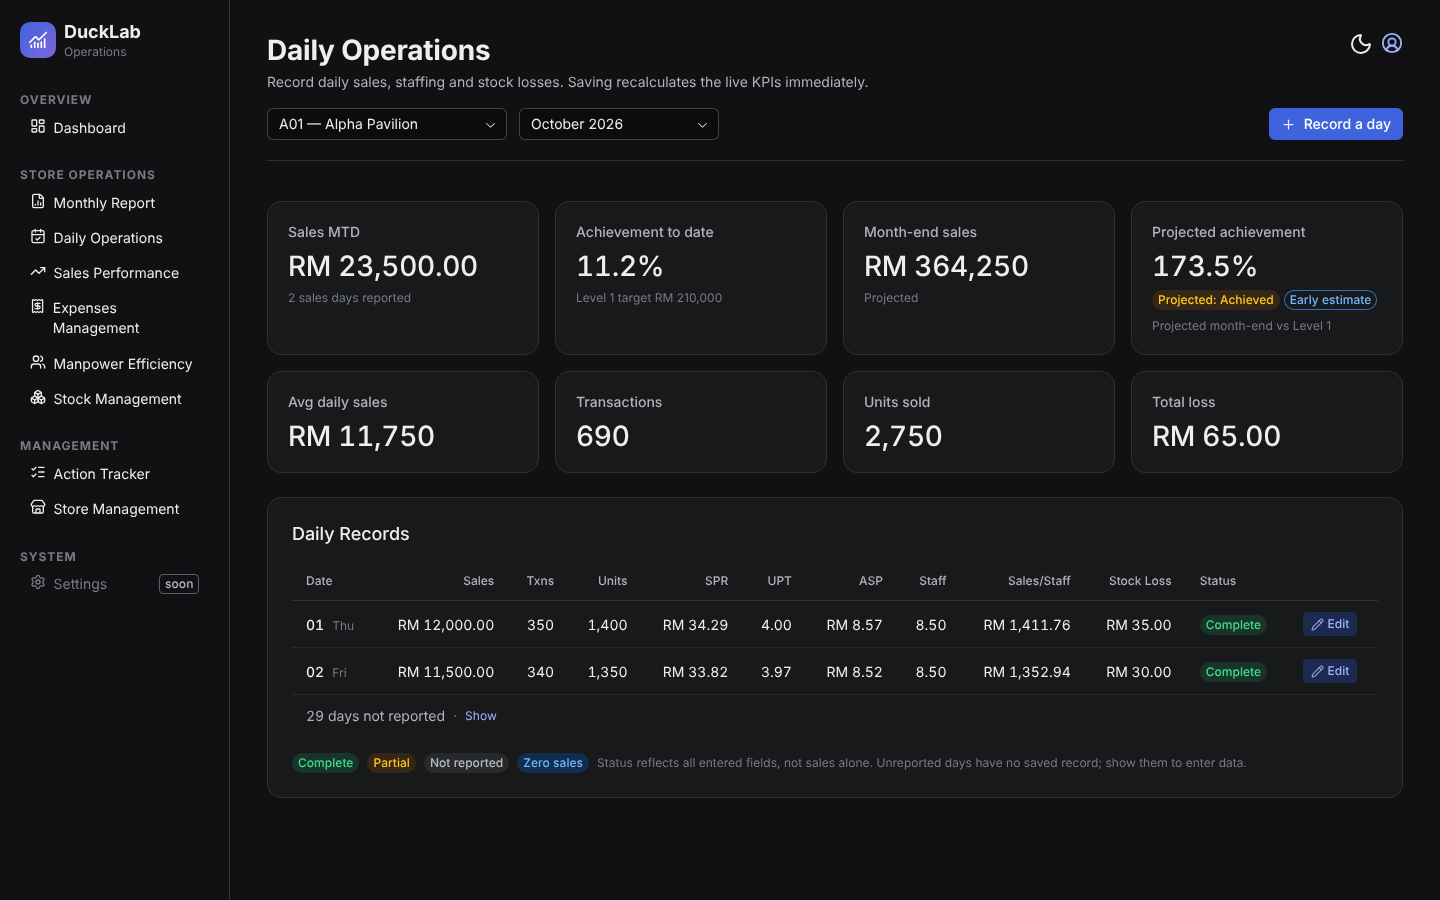 DuckLab
Operations
OVERVIEW
Dashboard
STORE OPERATIONS
Monthly Report
Daily Operations
Sales Performance
Expenses
Management
Manpower Efficiency
Stock Management
MANAGEMENT
Action Tracker
Store Management
SYSTEM
Settings soon
Daily Operations
Record daily sales, staffing and stock losses. Saving recalculates the live KPIs immediately.
A01 — Alpha Pavilion October 2026 + Record a day
Sales MTD
RM 23,500.00
2 sales days reported
Achievement to date
11.2%
Level 1 target RM 210,000
Month-end sales
RM 364,250
Projected
Projected achievement
173.5%
Projected: Achieved Early estimate
Projected month-end vs Level 1
Avg daily sales
RM 11,750
Transactions
690
Units sold
2,750
Total loss
RM 65.00
Daily Records
Date Sales Txns Units SPR UPT ASP Staff Sales/Staff Stock Loss Status
01 Thu RM 12,000.00 350 1,400 RM 34.29 4.00 RM 8.57 8.50 RM 1,411.76 RM 35.00 Complete Edit
02 Fri RM 11,500.00 340 1,350 RM 33.82 3.97 RM 8.52 8.50 RM 1,352.94 RM 30.00 Complete Edit
29 days not reported · Show
Complete Partial Not reported Zero sales Status reflects all entered fields, not sales alone. Unreported days have no saved record; show them to enter data.